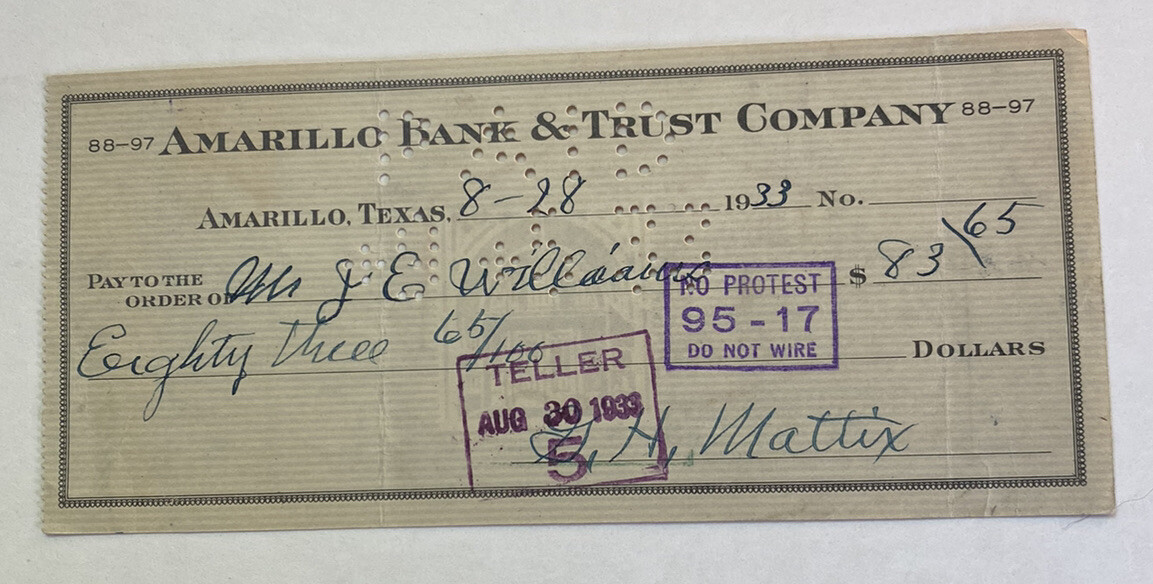 88-97 AMARILLO BANK & TRUST COMPANY 88-97
AMARILLO, TEXAS, 8-28 1933 No.
PAY TO THE ORDER OF Mr J E Williams $ 83 65
Eighty three 65/100 DOLLARS
NO PROTEST
95-17
DO NOT WIRE
TELLER
AUG 30 1933
5
H. Mattix